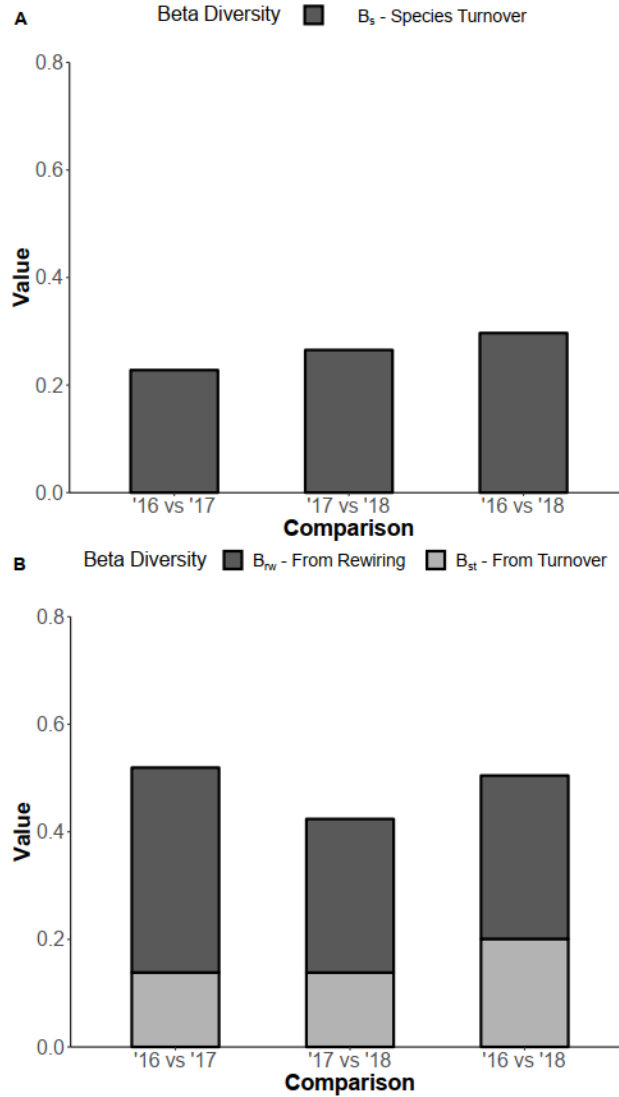 A Beta Diversity Bs - Species Turnover
0.8
0.6
0.4
0.2
0.0
Value
'16 vs '17 '17 vs '18 '16 vs '18
Comparison
B Beta Diversity Brw - From Rewiring Bst - From Turnover
0.8
0.6
0.4
0.2
0.0
Value
'16 vs '17 '17 vs '18 '16 vs '18
Comparison